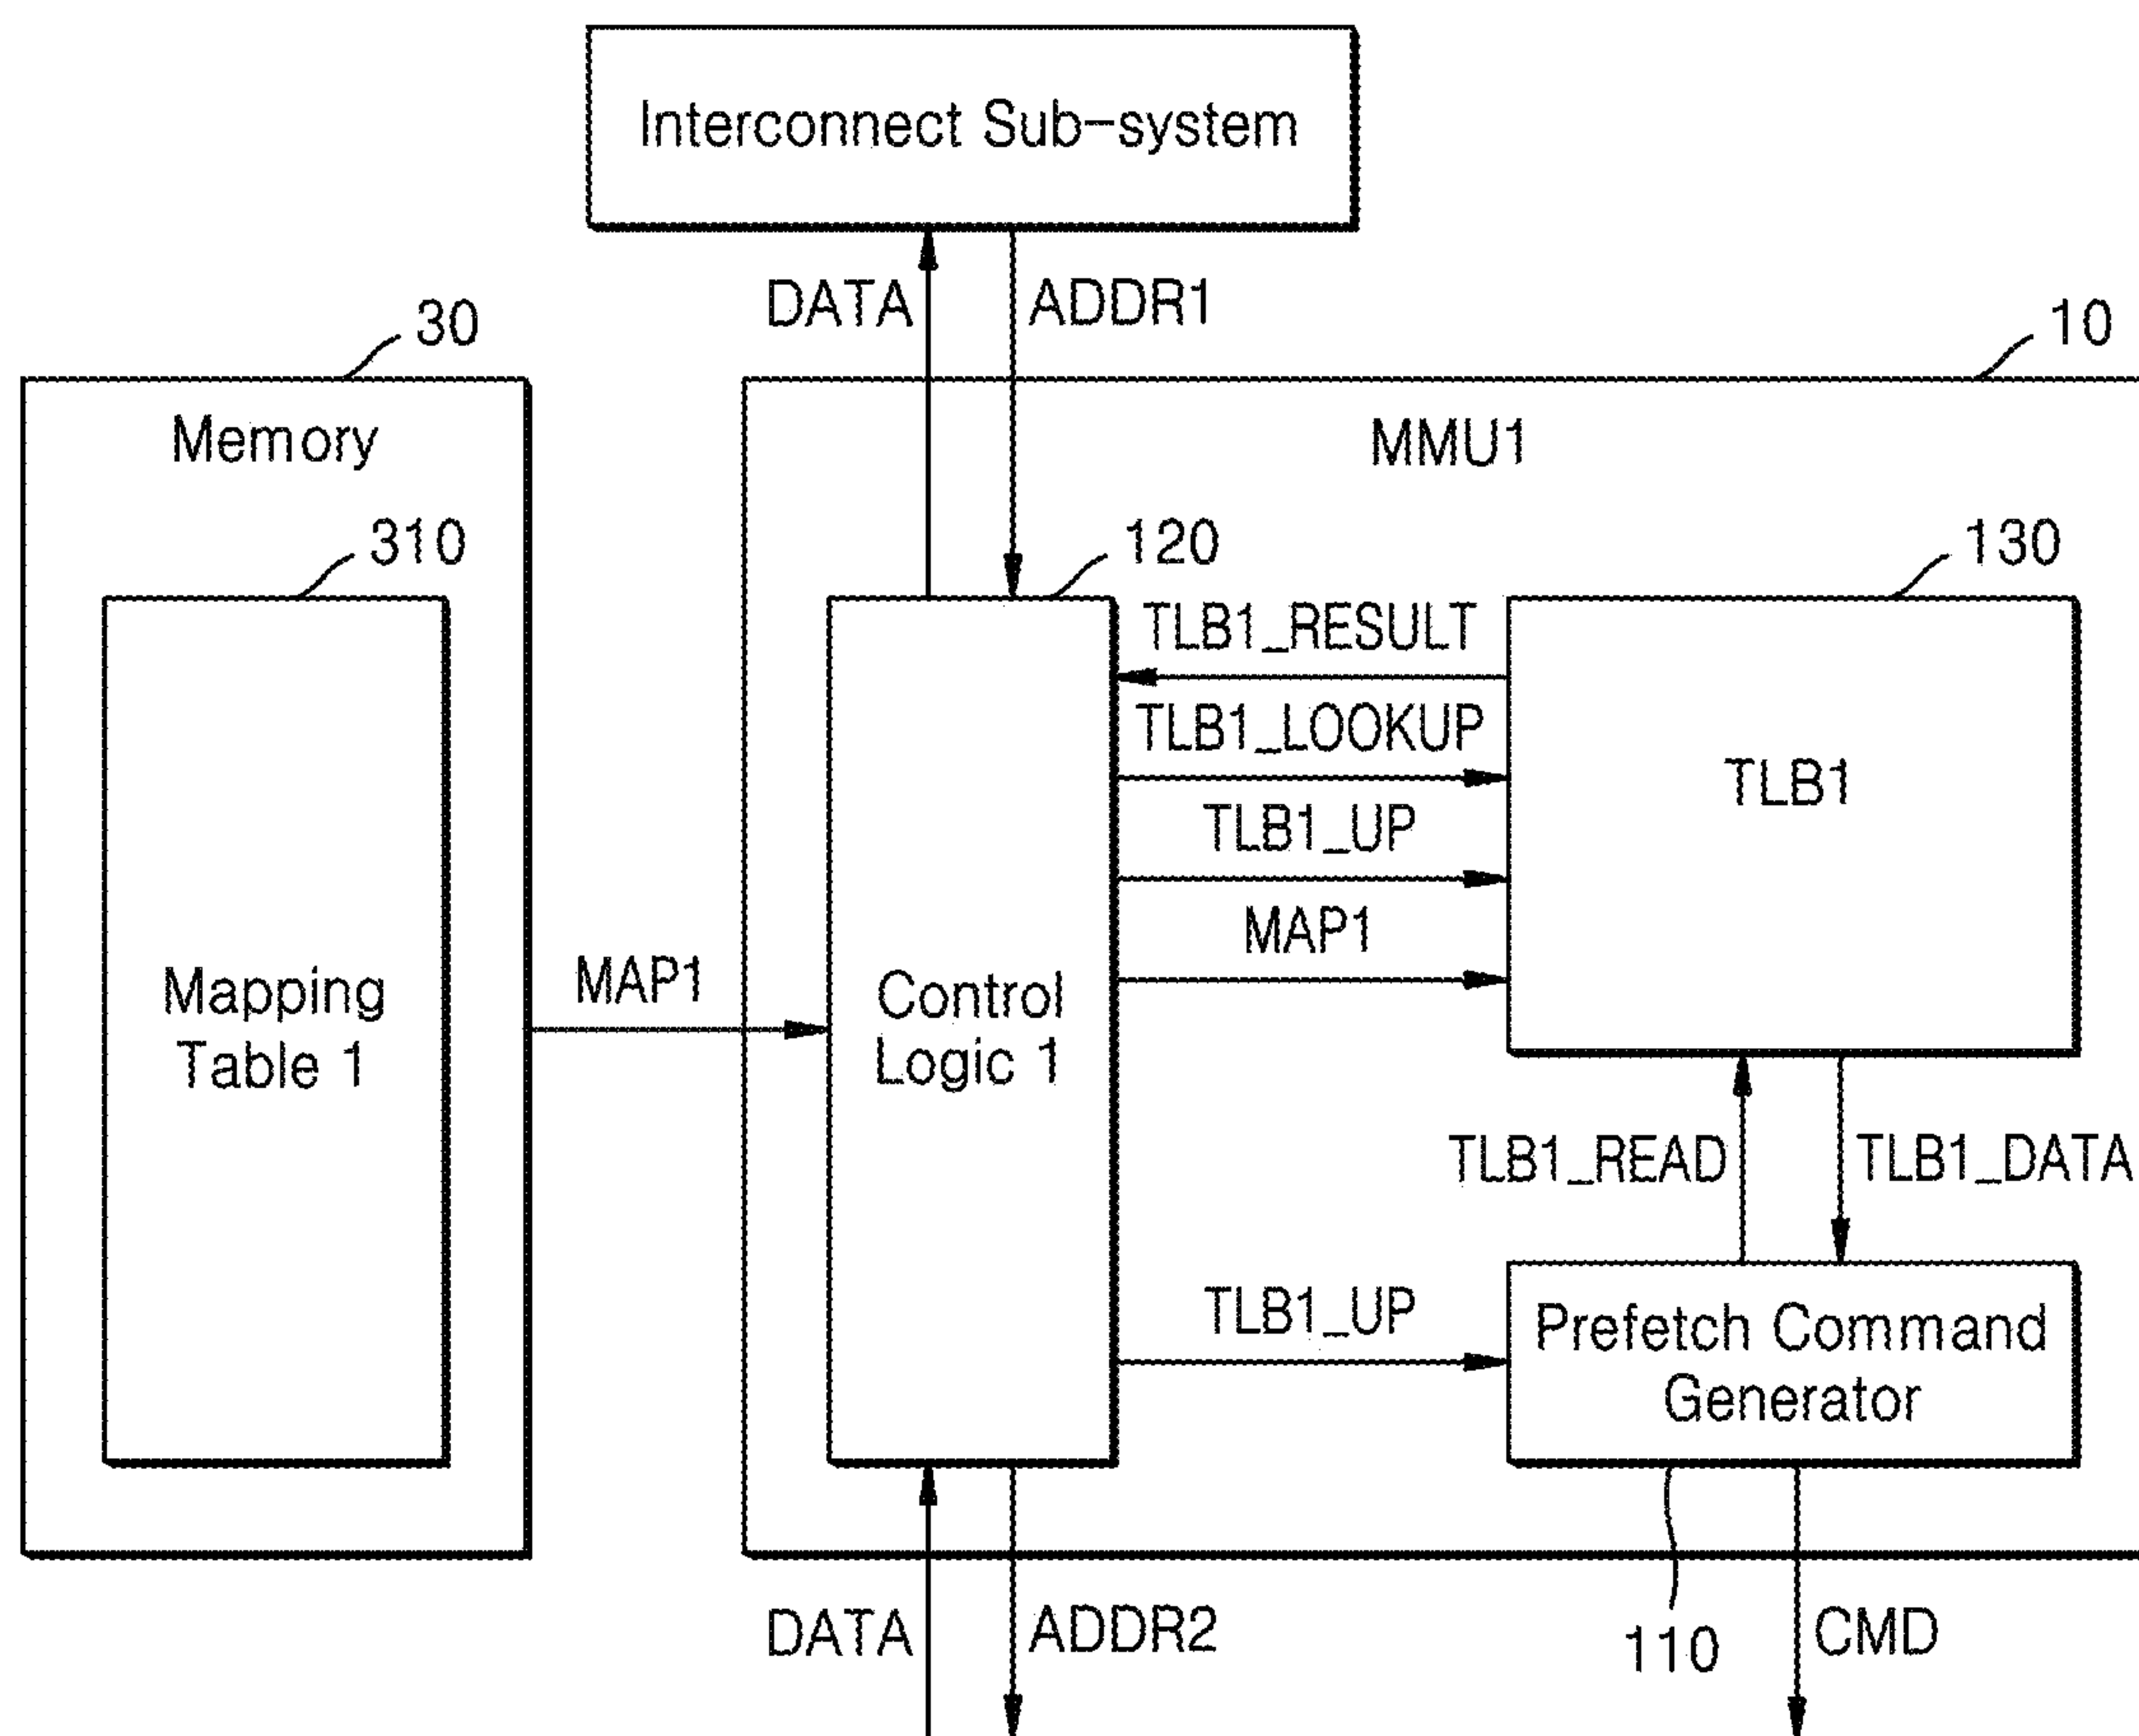 Interconnect Sub-system
DATA
ADDR1
30
10
Memory
MMU1
310
120
130
TLB1_RESULT
TLB1_LOOKUP
TLB1
TLB1_UP
MAP1
Mapping
Table 1
MAP1
Control
Logic 1
TLB1_READ
TLB1_DATA
TLB1_UP
Prefetch Command
Generator
DATA
ADDR2
110
CMD